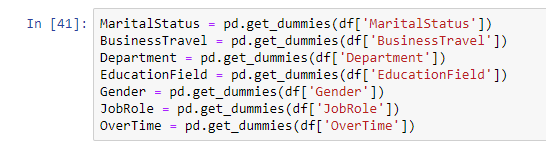 In [41]: MaritalStatus = pd.get_dummies(df['MaritalStatus'])
BusinessTravel = pd.get_dummies(df['BusinessTravel'])
Department = pd.get_dummies(df['Department'])
EducationField = pd.get_dummies(df['EducationField'])
Gender = pd.get_dummies(df['Gender'])
JobRole = pd.get_dummies(df['JobRole'])
OverTime = pd.get_dummies(df['OverTime'])